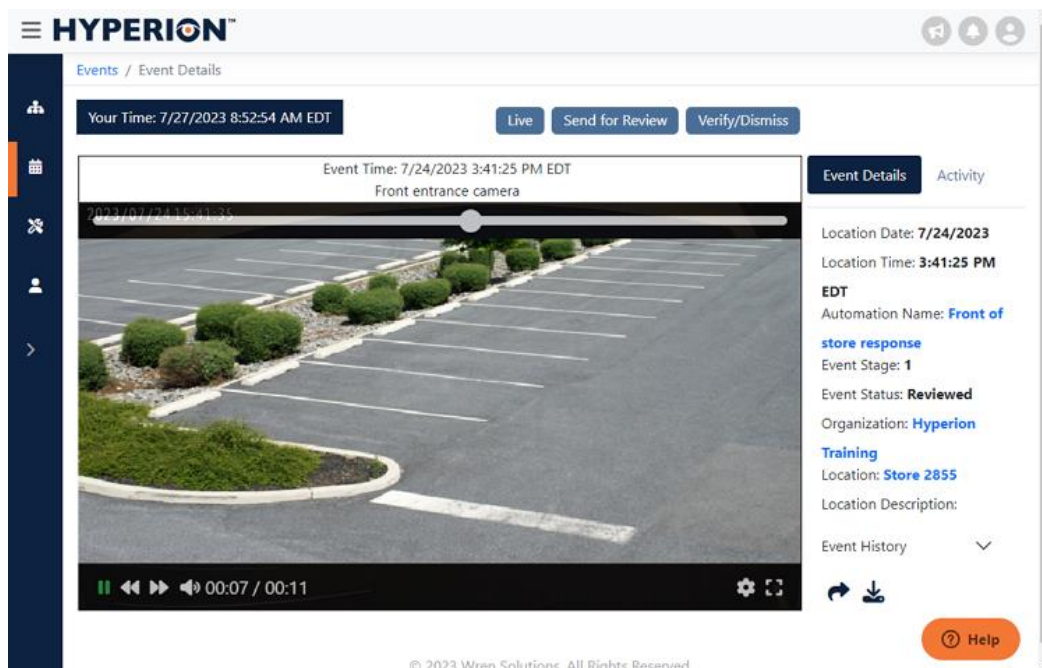 HYPERION™
Events / Event Details
Your Time: 7/27/2023 8:52:54 AM EDT
Live
Send for Review
Verify/Dismiss
Event Time: 7/24/2023 3:41:25 PM EDT
Front entrance camera
2023/07/24 15:41:35
00:07 / 00:11
Event Details
Activity
Location Date: 7/24/2023
Location Time: 3:41:25 PM
EDT
Automation Name: Front of
store response
Event Stage: 1
Event Status: Reviewed
Organization: Hyperion
Training
Location: Store 2855
Location Description:
Event History
Help
© 2023 Wren Solutions. All Rights Reserved